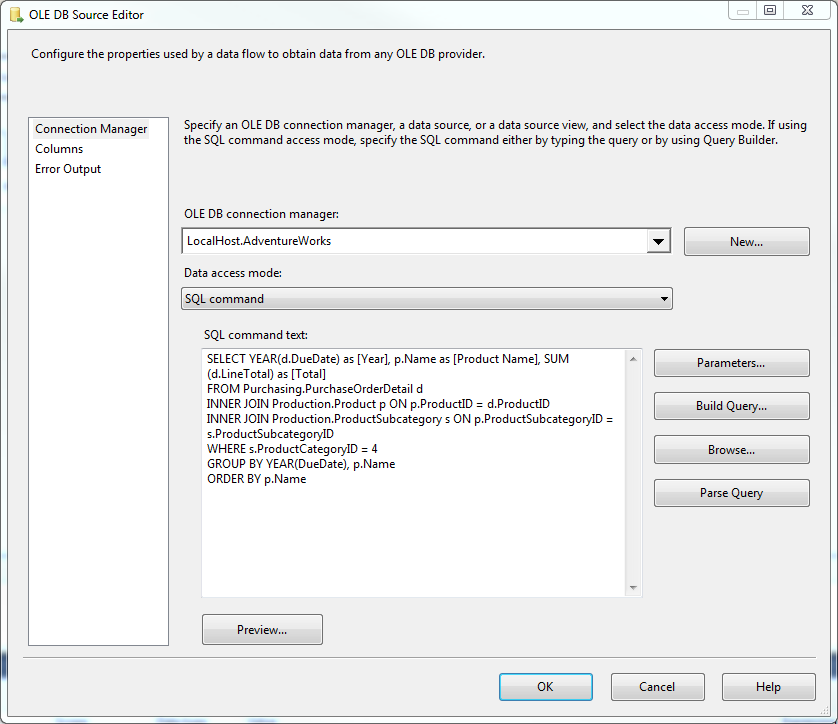 OLE DB Source Editor
Configure the properties used by a data flow to obtain data from any OLE DB provider.
Connection Manager
Columns
Error Output
Specify an OLE DB connection manager, a data source, or a data source view, and select the data access mode. If using
the SQL command access mode, specify the SQL command either by typing the query or by using Query Builder.
OLE DB connection manager:
LocalHost.AdventureWorks
New...
Data access mode:
SQL command
SQL command text:
SELECT YEAR(d.DueDate) as [Year], p.Name as [Product Name], SUM
(d.LineTotal) as [Total]
FROM Purchasing.PurchaseOrderDetail d
INNER JOIN Production.Product p ON p.ProductID = d.ProductID
INNER JOIN Production.ProductSubcategory s ON p.ProductSubcategoryID =
s.ProductSubcategoryID
WHERE s.ProductCategoryID = 4
GROUP BY YEAR(DueDate), p.Name
ORDER BY p.Name
Parameters...
Build Query...
Browse...
Parse Query
Preview...
OK
Cancel
Help